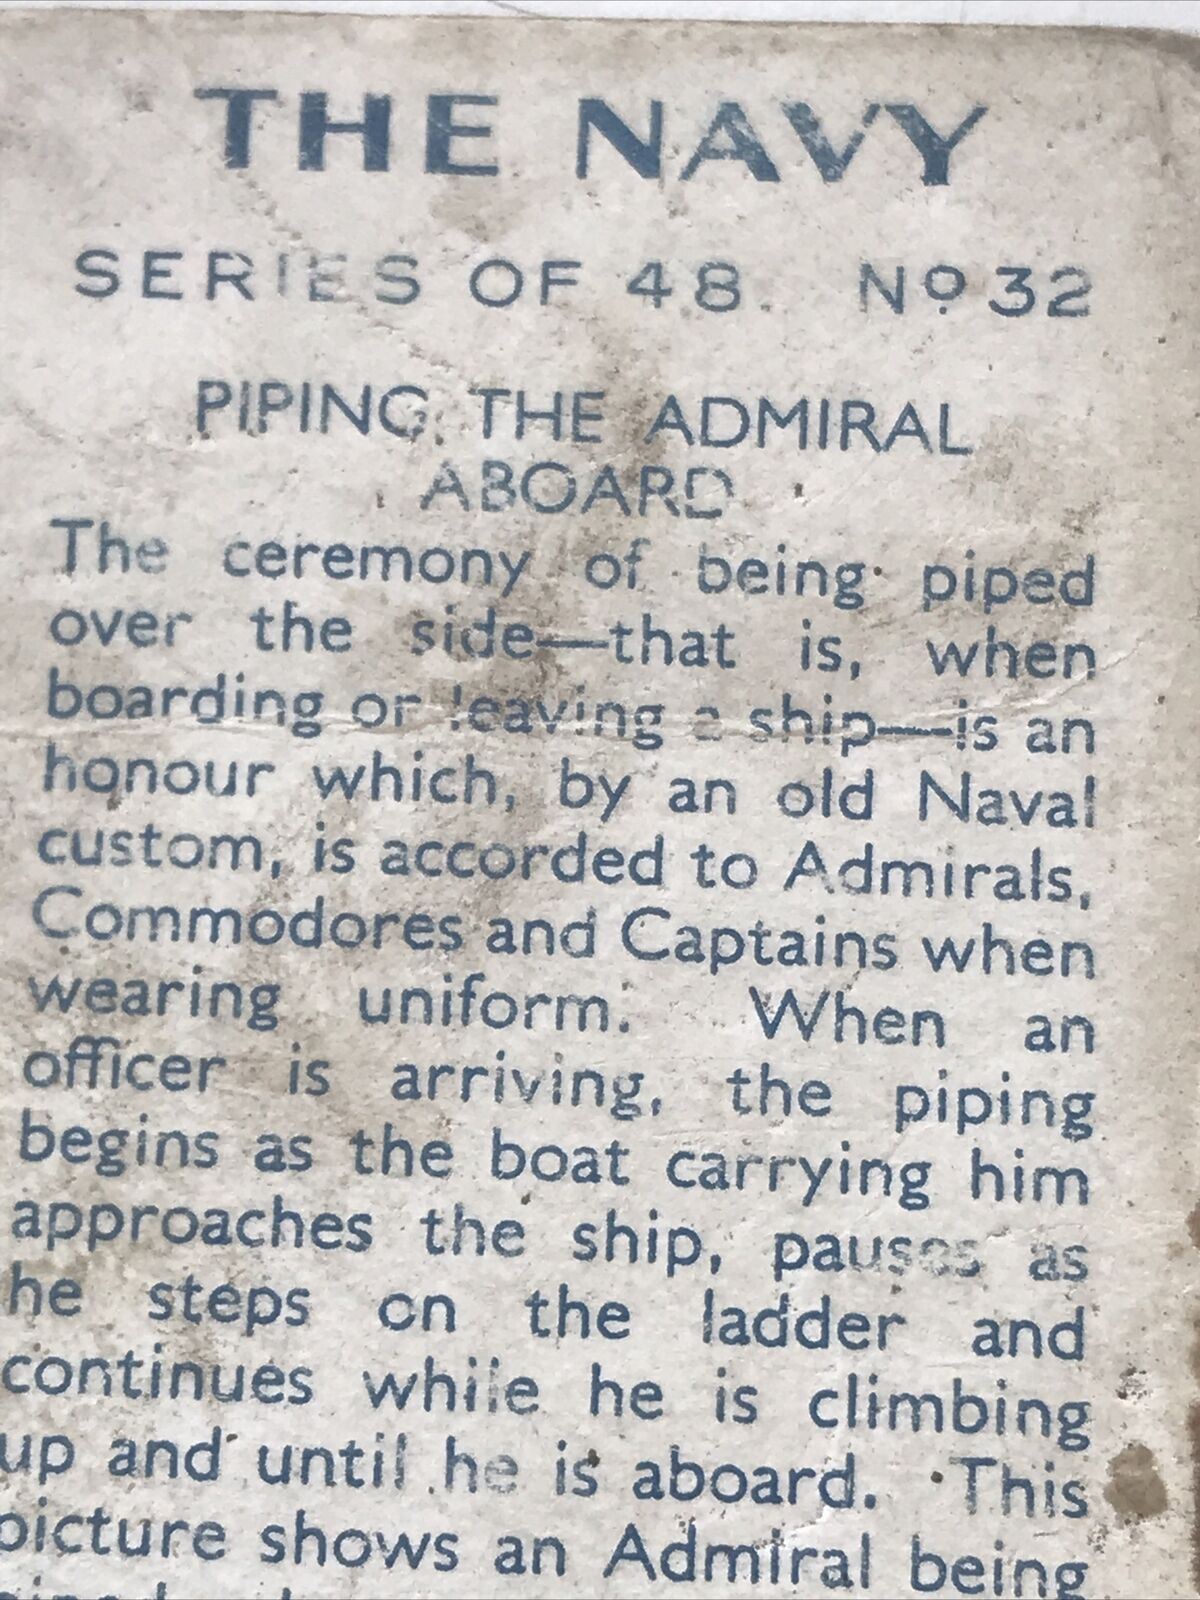 THE NAVY
SERIES OF 48. Nº 32
PIPING THE ADMIRAL
ABOARD
The ceremony of being piped
over the side—that is, when
boarding or leaving a ship—is an
honour which, by an old Naval
custom, is accorded to Admirals,
Commodores and Captains when
wearing uniform. When an
officer is arriving, the piping
begins as the boat carrying him
approaches the ship, pauses as
he steps on the ladder and
continues while he is climbing
up and until he is aboard. This
picture shows an Admiral being